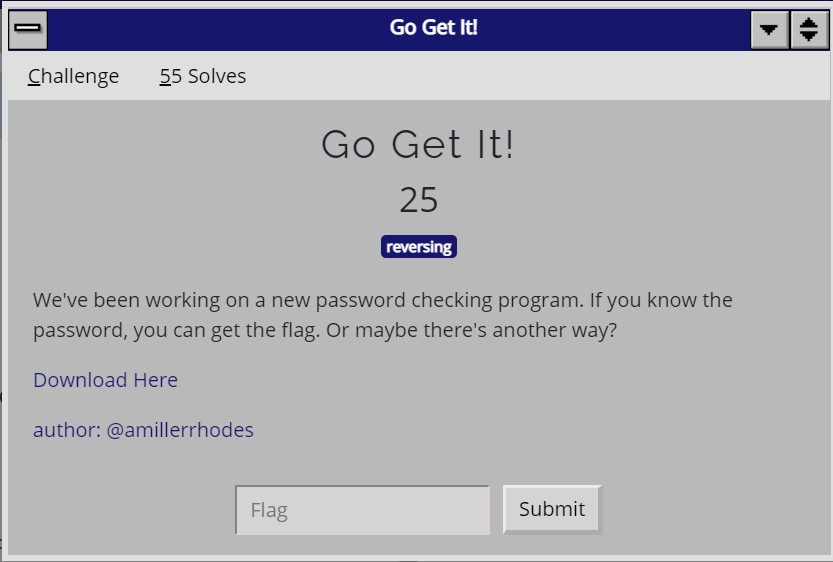 Go Get It!
Challenge 55 Solves
Go Get It!
25
reversing
We've been working on a new password checking program. If you know the
password, you can get the flag. Or maybe there's another way?
Download Here
author: @amillerrhodes
Flag Submit